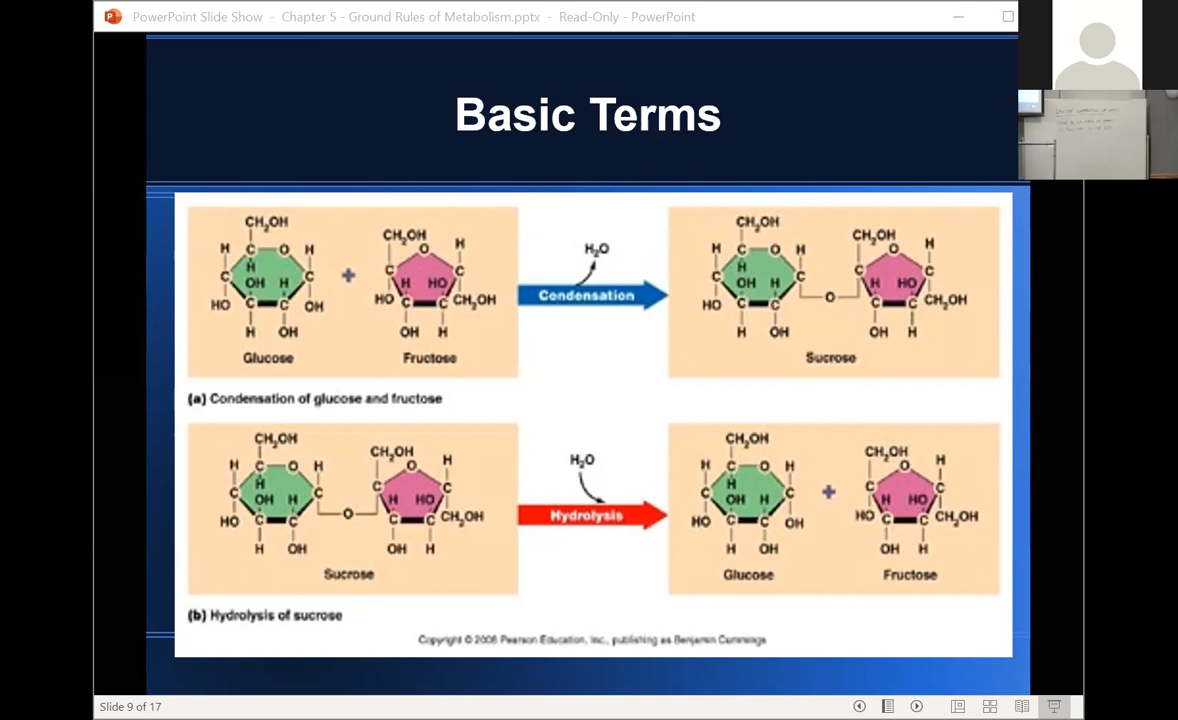 PowerPoint Slide Show - Chapter 5 - Ground Rules of Metabolism.pptx - Read-Only - PowerPoint
Basic Terms
CH₂OH
H C O H
H
C OH H C
HO C C OH
H OH
Glucose
+
CH₂OH O H
C H HO C
HO C C CH₂OH
OH H
Fructose
H₂O
Condensation
CH₂OH
H C O H
H
C OH H C
HO C C
H OH
O
CH₂OH O H
C H HO C
C C CH₂OH
OH H
Sucrose
(a) Condensation of glucose and fructose
CH₂OH
H C O H
H
C OH H C
HO C C
H OH
O
CH₂OH O H
C H HO C
C C CH₂OH
OH H
Sucrose
H₂O
Hydrolysis
CH₂OH
H C O H
H
C OH H C
HO C C OH
H OH
Glucose
+
CH₂OH O H
C H HO C
HO C C CH₂OH
OH H
Fructose
(b) Hydrolysis of sucrose
Copyright © 2006 Pearson Education, Inc., publishing as Benjamin Cummings
Slide 9 of 17